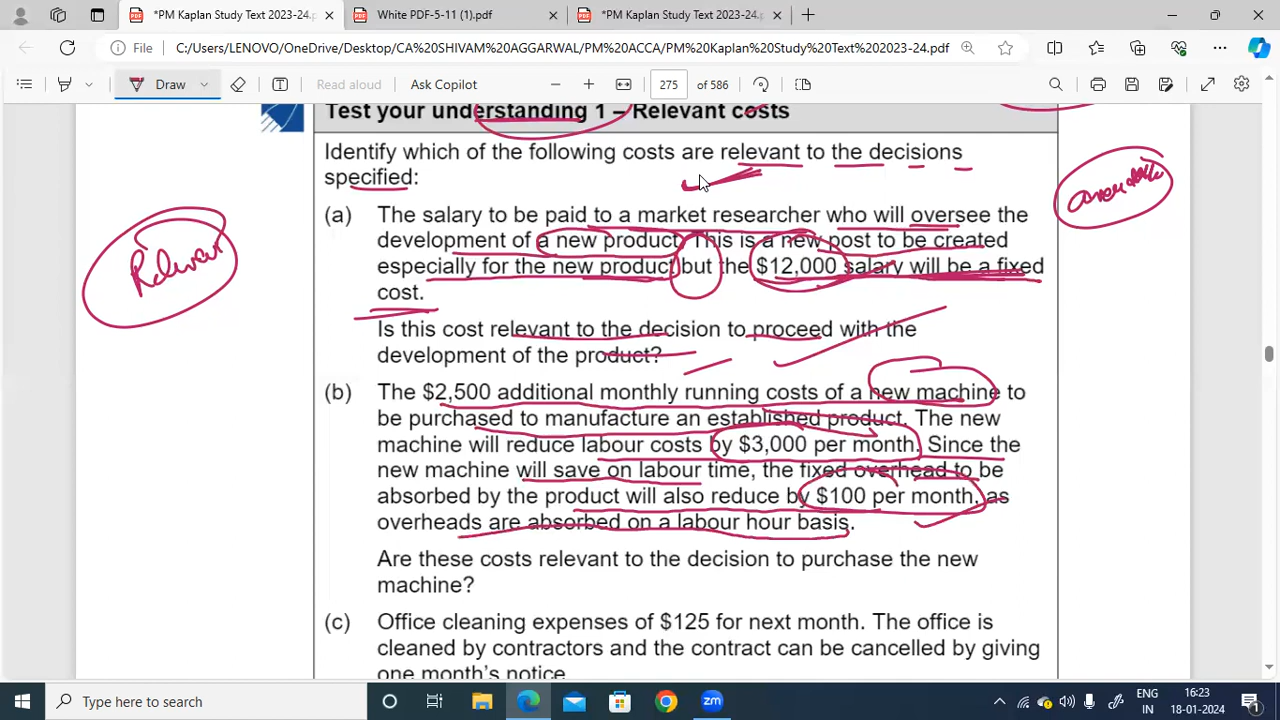 *PM Kaplan Study Text 2023-24.p
White PDF-5-11 (1).pdf
*PM Kaplan Study Text 2023-24.p
File
C:/Users/LENOVO/OneDrive/Desktop/CA%20SHIVAM%20AGGARWAL/PM%20ACCA/PM%20Kaplan%20Study%20Text%202023-24.pdf
Draw
Read aloud
Ask Copilot
275
of 586
Test your understanding 1 – Relevant costs
Identify which of the following costs are relevant to the decisions
specified:
(a) The salary to be paid to a market researcher who will oversee the
development of a new product. This is a new post to be created
especially for the new product but the $12,000 salary will be a fixed
cost.
Is this cost relevant to the decision to proceed with the
development of the product?
Relevant
(b) The $2,500 additional monthly running costs of a new machine to
be purchased to manufacture an established product. The new
machine will reduce labour costs by $3,000 per month. Since the
new machine will save on labour time, the fixed overhead to be
absorbed by the product will also reduce by $100 per month, as
overheads are absorbed on a labour hour basis.
Are these costs relevant to the decision to purchase the new
machine?
(c) Office cleaning expenses of $125 for next month. The office is
cleaned by contractors and the contract can be cancelled by giving
one month's notice.
Type here to search
ENG
IN
16:23
18-01-2024
1